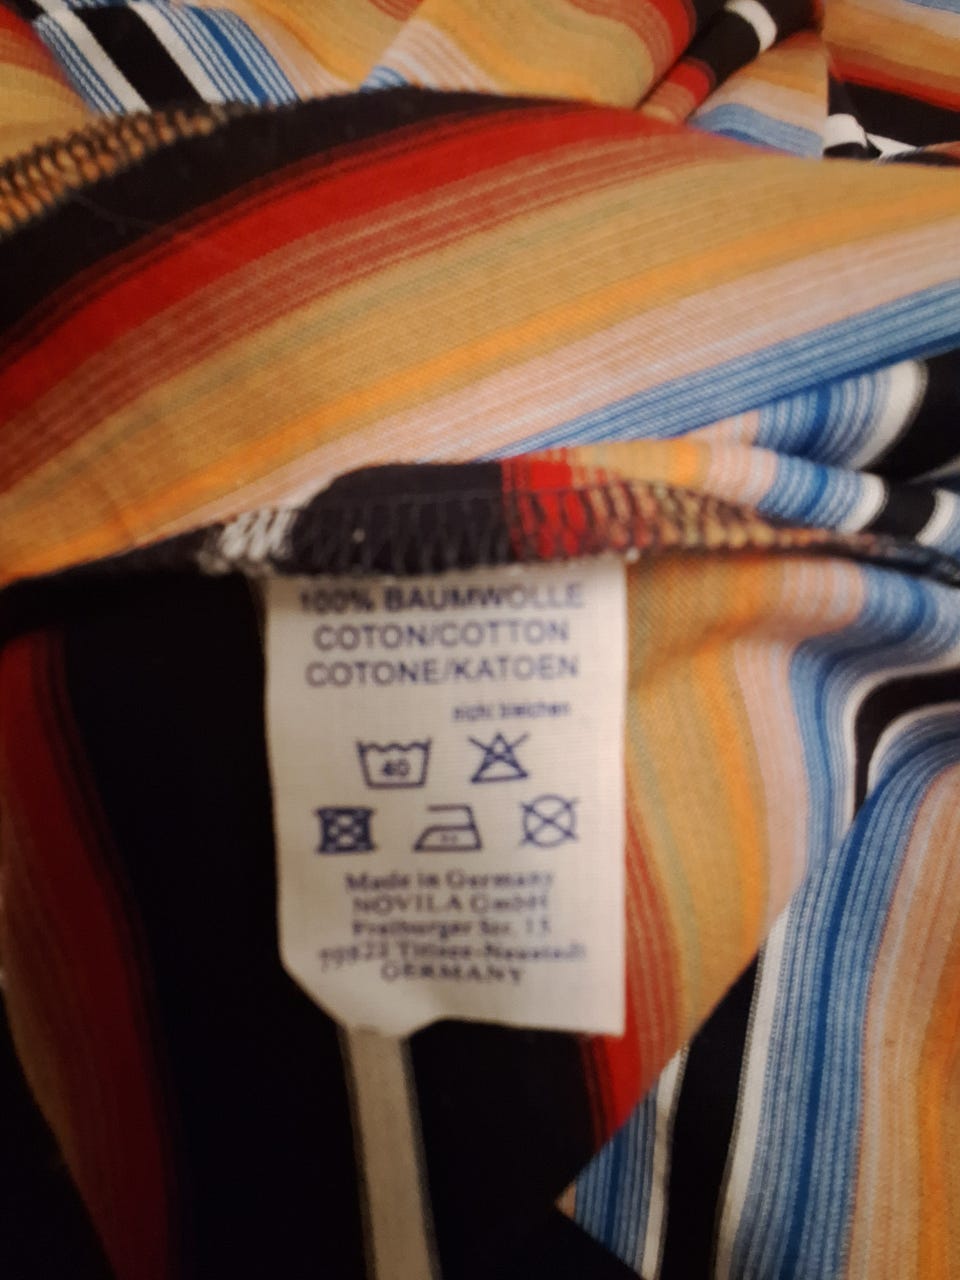 100% BAUMWOLLE
COTON/COTTON
COTONE/KATOEN
nicht bleichen
40
Made in Germany
NOVILA GmbH
Freiburger Str. 15
79822 Titisee-Neustadt
GERMANY